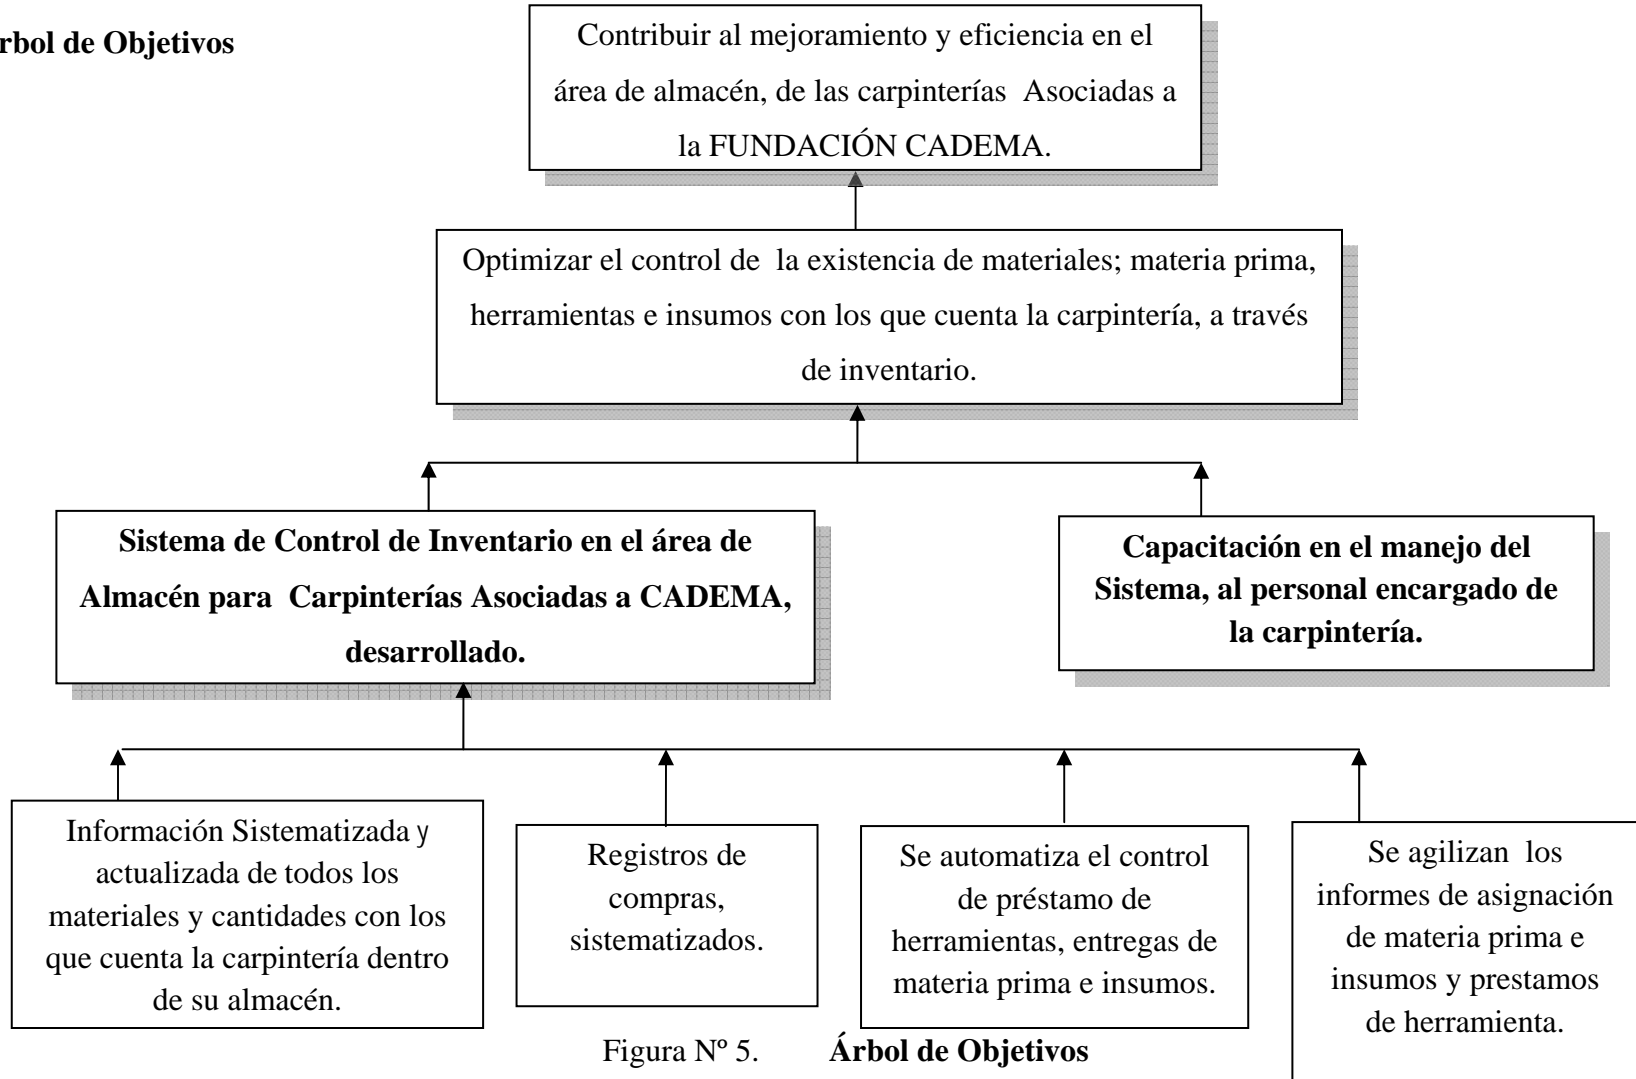 rbol de Objetivos
Contribuir al mejoramiento y eficiencia en el
área de almacén, de las carpinterías Asociadas a
la FUNDACIÓN CADEMA.
Optimizar el control de la existencia de materiales; materia prima,
herramientas e insumos con los que cuenta la carpintería, a través
de inventario.
Sistema de Control de Inventario en el área de
Almacén para Carpinterías Asociadas a CADEMA,
desarrollado.
Capacitación en el manejo del
Sistema, al personal encargado de
la carpintería.
Información Sistematizada y
actualizada de todos los
materiales y cantidades con los
que cuenta la carpintería dentro
de su almacén.
Registros de
compras,
sistematizados.
Se automatiza el control
de préstamo de
herramientas, entregas de
materia prima e insumos.
Se agilizan los
informes de asignación
de materia prima e
insumos y prestamos
de herramienta.
Figura Nº 5. Árbol de Objetivos